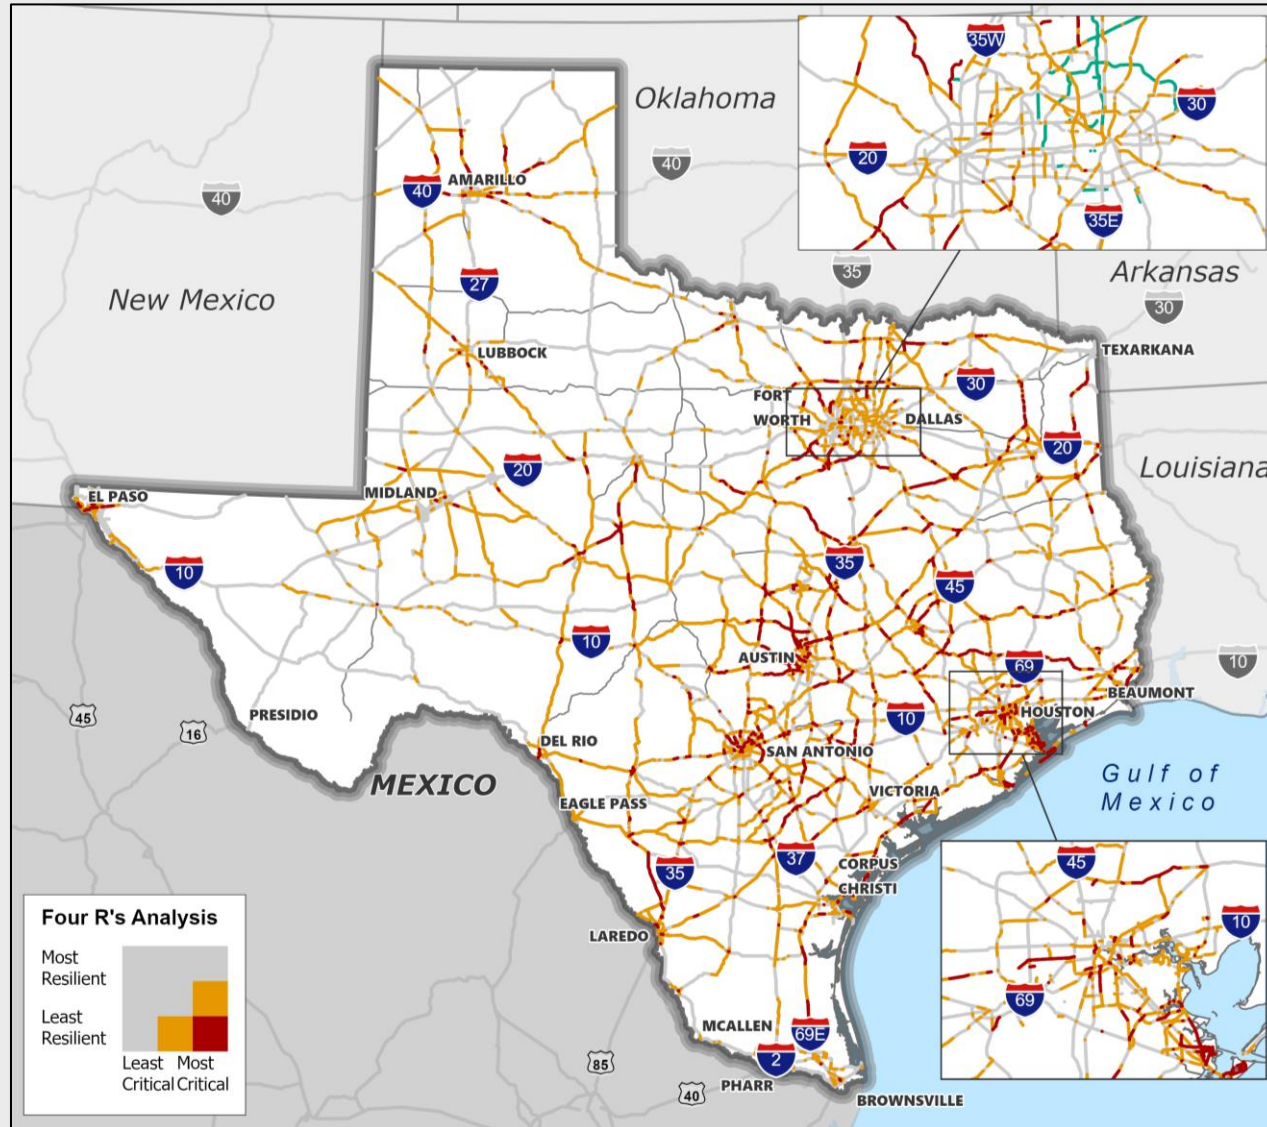 35W
Oklahoma
30
40
20
40
AMARILLO
40
35E
35
Arkansas
New Mexico
27
30
LUBBOCK
TEXARKANA
30
FORT
WORTH
DALLAS
20
20
Louisiana
EL PASO
MIDLAND
10
35
45
10
AUSTIN
69
10
BEAUMONT
45
16
PRESIDIO
10
HOUSTON
DEL RIO
SAN ANTONIO
MEXICO
Gulf of
Mexico
EAGLE PASS
VICTORIA
35
37
CORPUS
CHRISTI
45
10
LAREDO
69
MCALLEN
69E
2
85
PHARR
40
BROWNSVILLE
Four R's Analysis
Most
Resilient
Least
Resilient
Least Most
Critical Critical